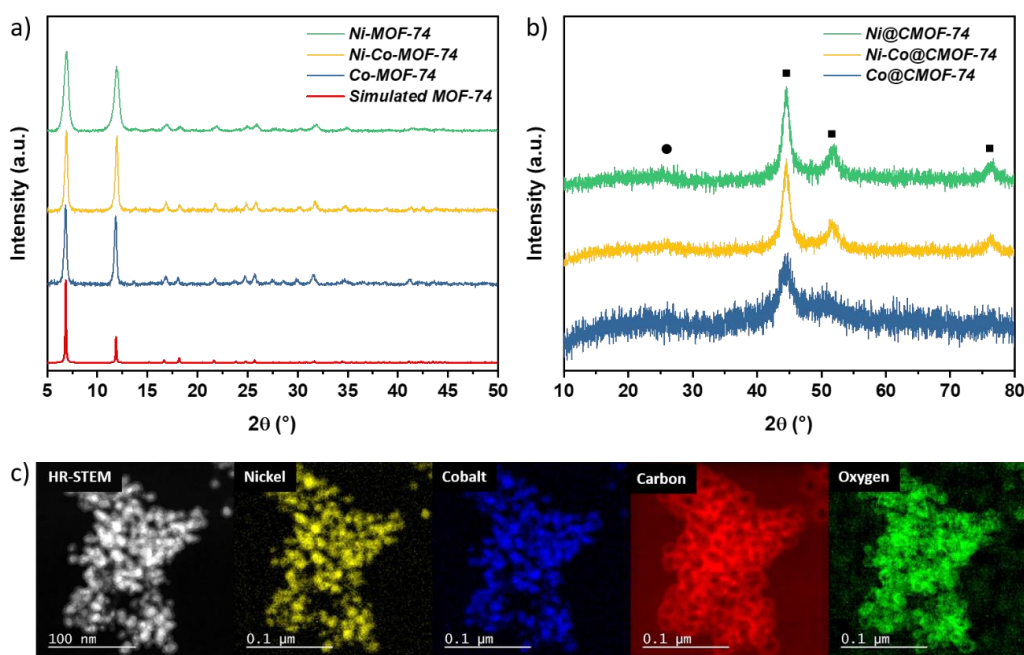 a)
Ni-MOF-74
Ni-Co-MOF-74
Co-MOF-74
Simulated MOF-74
Intensity (a.u.)
5 10 15 20 25 30 35 40 45 50
2θ (°)
b)
Ni@CMOF-74
Ni-Co@CMOF-74
Co@CMOF-74
Intensity (a.u.)
10 20 30 40 50 60 70 80
2θ (°)
c)
HR-STEM
Nickel
Cobalt
Carbon
Oxygen
100 nm
0.1 µm
0.1 µm
0.1 µm
0.1 µm